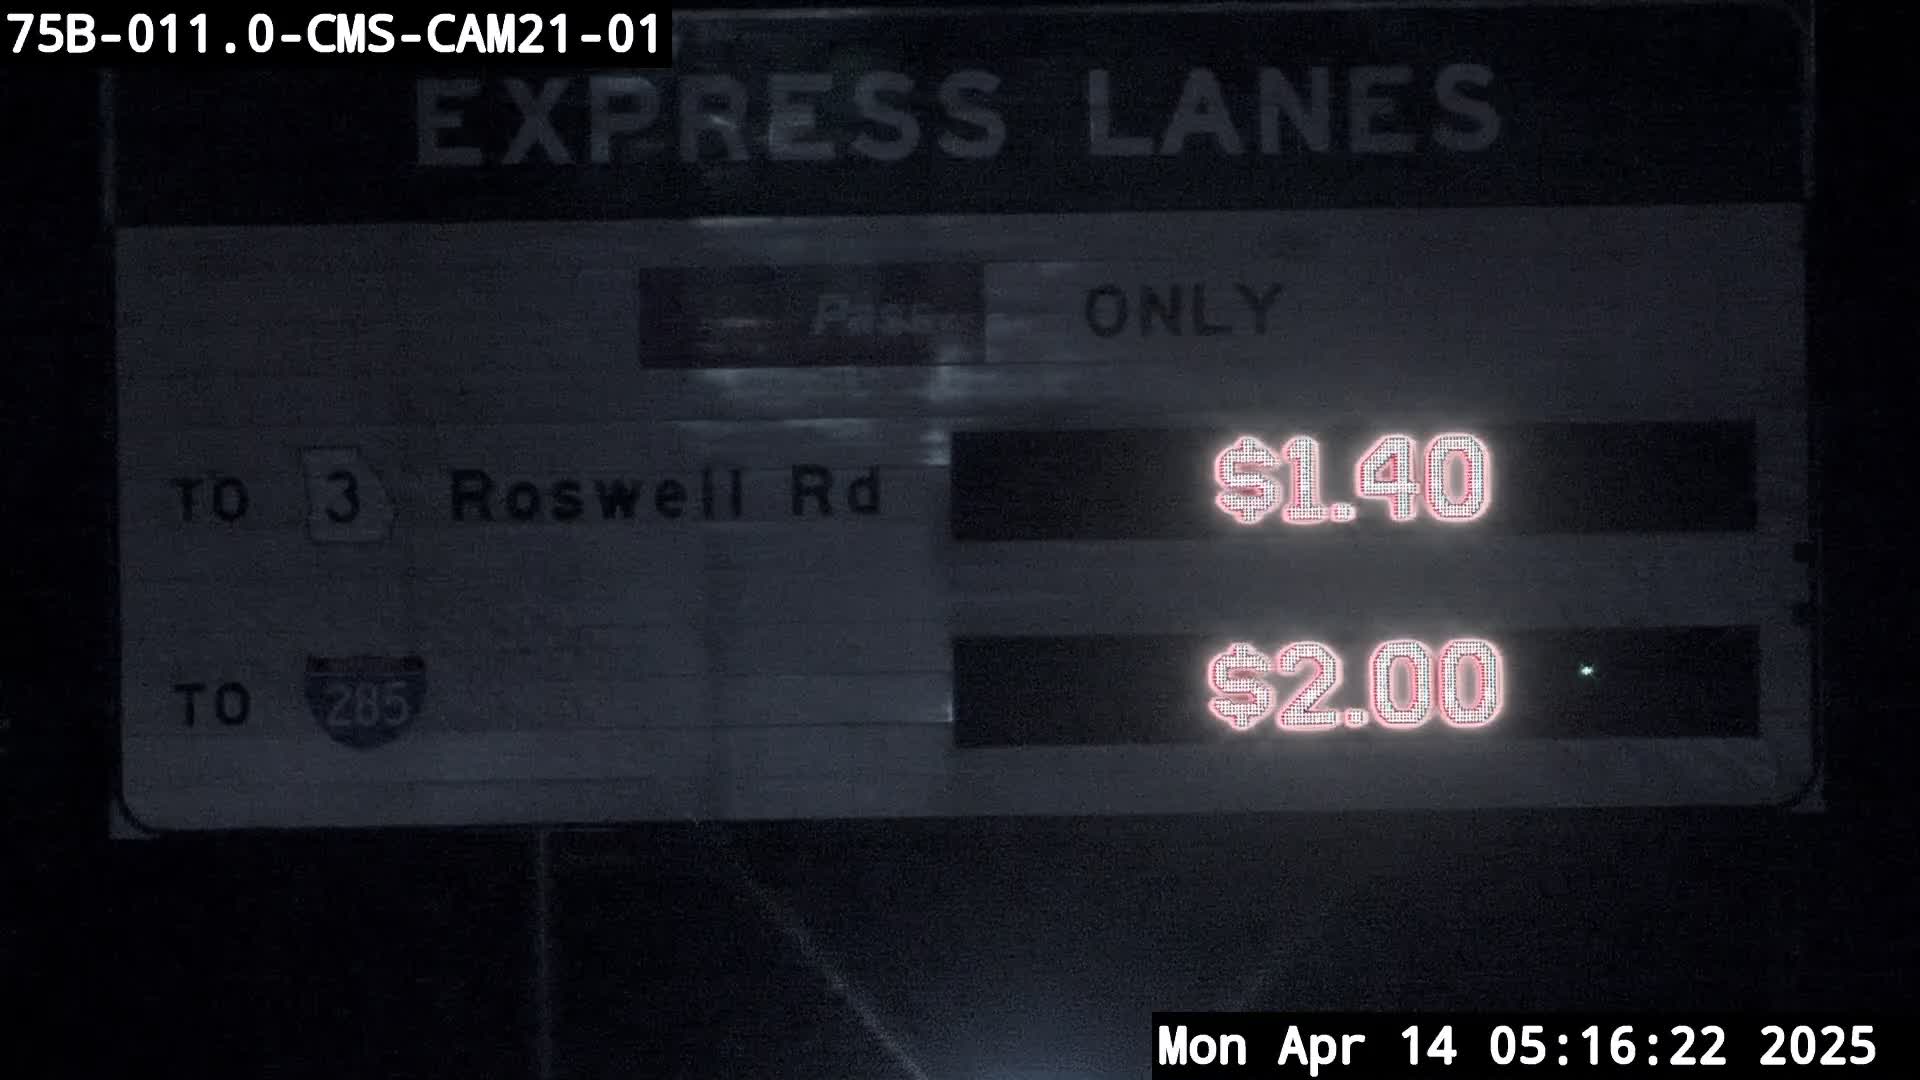 75B-011.0-CMS-CAM21-01
EXPRESS LANES
Pass ONLY
TO 3 Roswell Rd $1.40
TO 285 $2.00
Mon Apr 14 05:16:22 2025